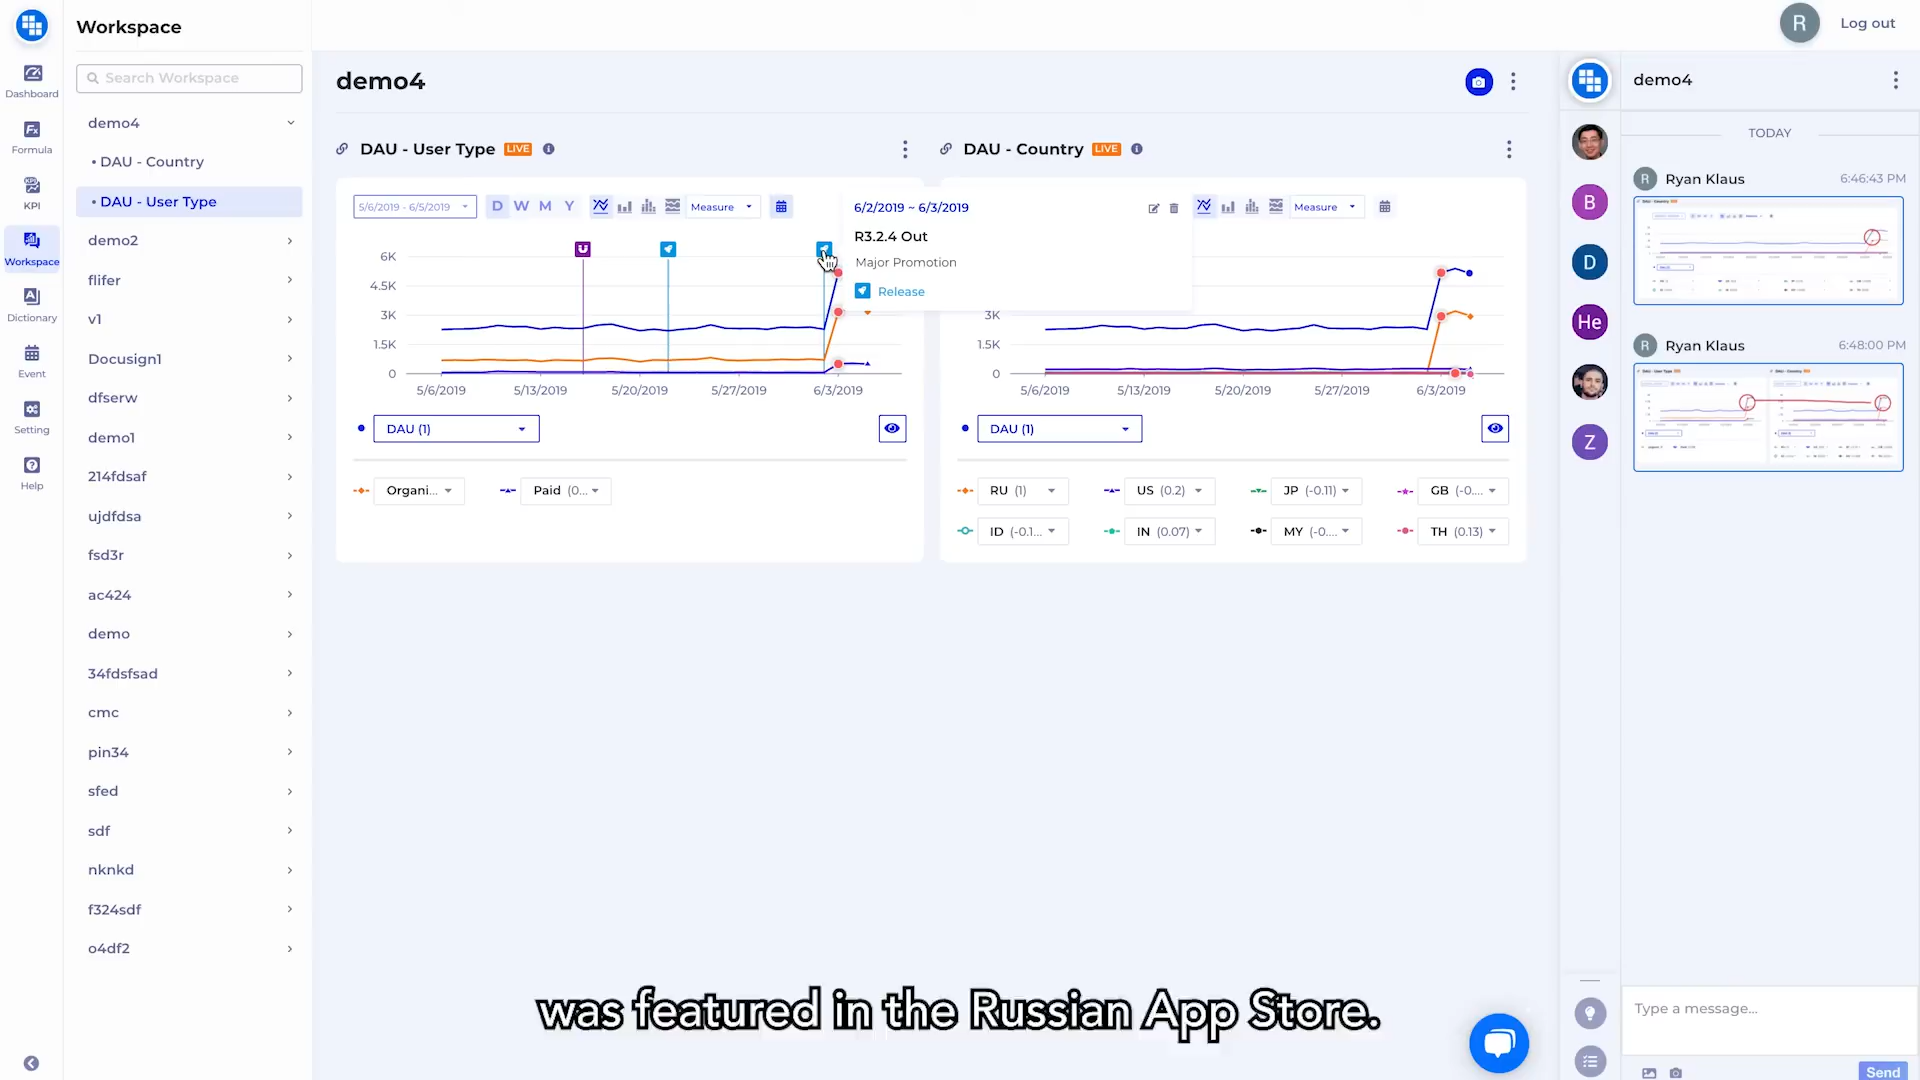 Workspace
R
Log out
Search Workspace
Dashboard
Formula
KPI
Workspace
Dictionary
Event
Setting
Help
demo4
• DAU - Country
• DAU - User Type
demo2
flifer
v1
Docusign1
dfserw
demo1
214fdsaf
ujdfdsa
fsd3r
ac424
demo
34fdsfsad
cmc
pin34
sfed
sdf
nknkd
f324sdf
o4df2
demo4
DAU - User Type LIVE
5/6/2019 - 6/5/2019 D W M Y Measure
6K
4.5K
3K
1.5K
0
5/6/2019 5/13/2019 5/20/2019 5/27/2019 6/3/2019
DAU (1)
Organi... Paid (0...
6/2/2019 ~ 6/3/2019
R3.2.4 Out
Major Promotion
Release
DAU - Country LIVE
Measure
3K
1.5K
0
5/6/2019 5/13/2019 5/20/2019 5/27/2019 6/3/2019
DAU (1)
RU (1) US (0.2) JP (-0.11) GB (-0....
ID (-0.1... IN (0.07) MY (-0.... TH (0.13)
B
D
He
Z
demo4
TODAY
R Ryan Klaus 6:46:43 PM
R Ryan Klaus 6:48:00 PM
Type a message...
Send
was featured in the Russian App Store.